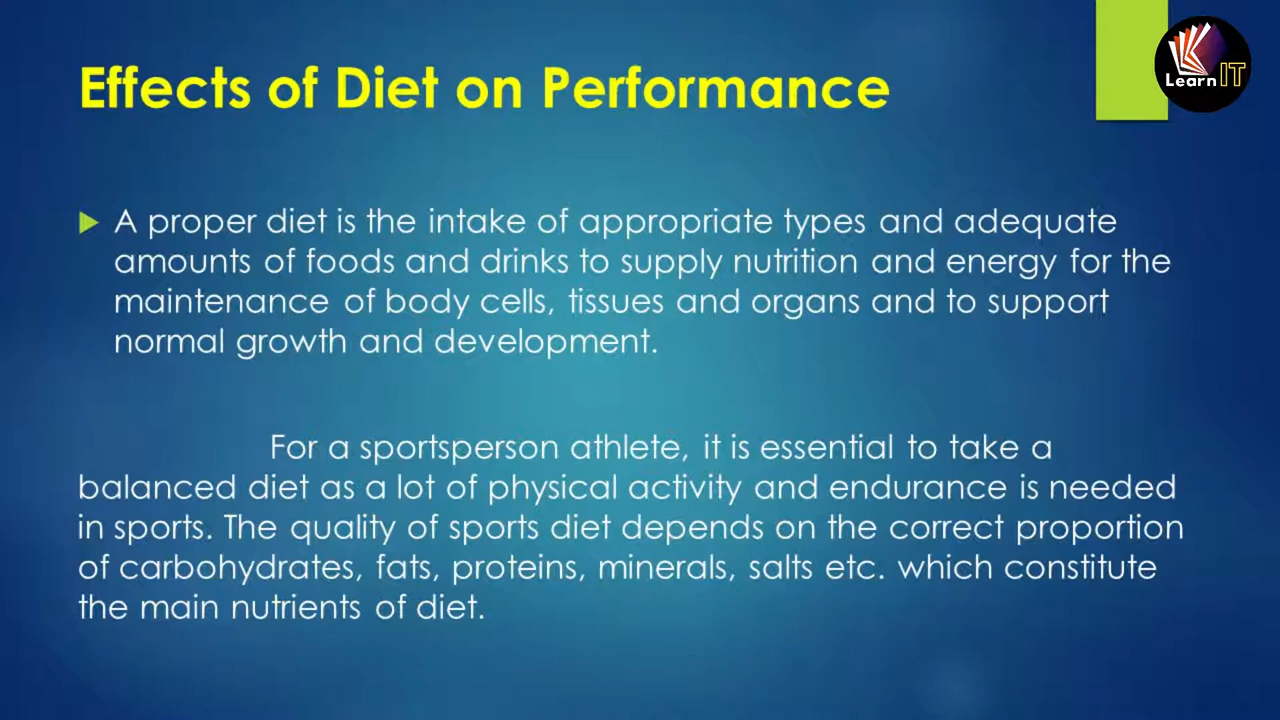 Effects of Diet on Performance
Learn IT
A proper diet is the intake of appropriate types and adequate
amounts of foods and drinks to supply nutrition and energy for the
maintenance of body cells, tissues and organs and to support
normal growth and development.
For a sportsperson athlete, it is essential to take a
balanced diet as a lot of physical activity and endurance is needed
in sports. The quality of sports diet depends on the correct proportion
of carbohydrates, fats, proteins, minerals, salts etc. which constitute
the main nutrients of diet.